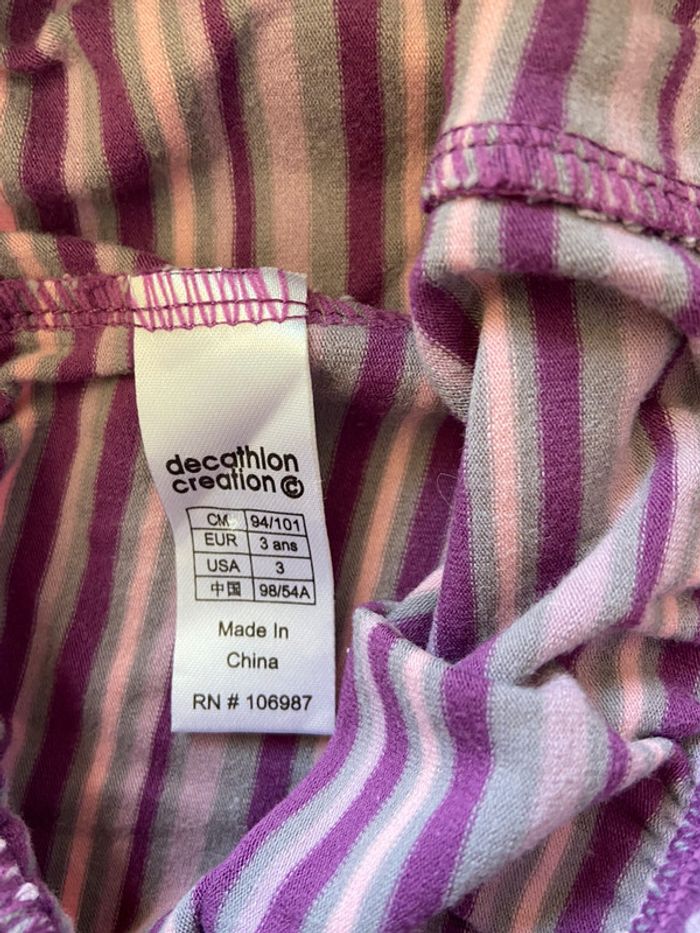 decathlon
creation ©
CM 94/101
EUR 3 ans
USA 3
中国 98/54A
Made In
China
RN # 106987